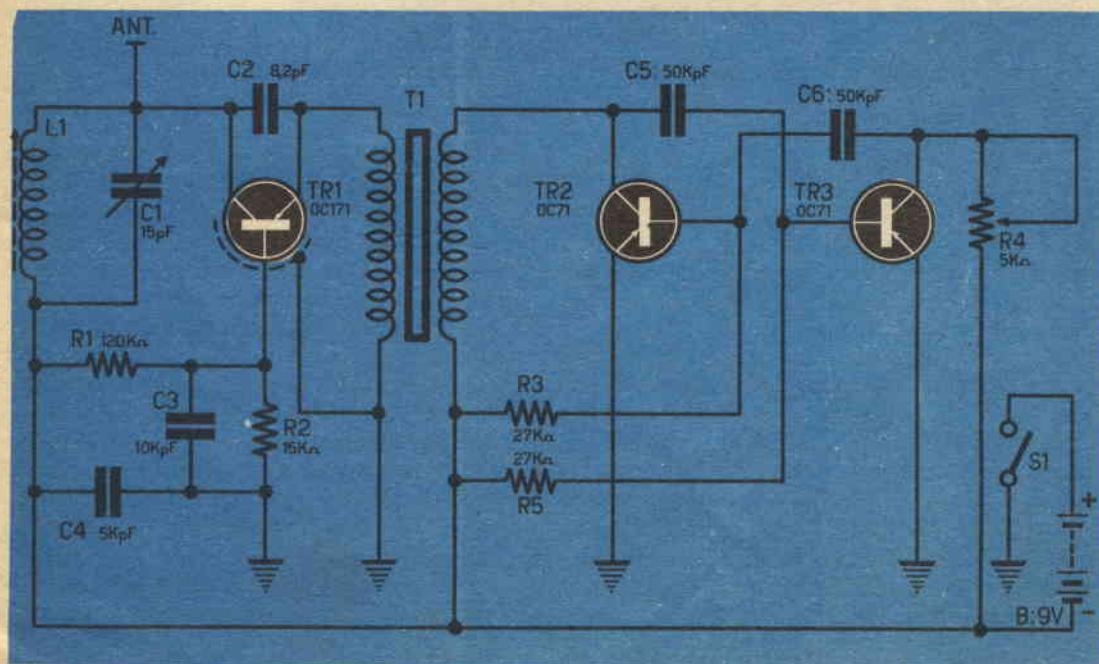 ANT.
C2
8,2pF
L1
C1
15pF
TR1
OC171
T1
R1 120KΩ
C3
10KpF
R2
15KΩ
C4
5KpF
C5: 50KpF
C6: 50KpF
TR2
OC71
TR3
OC71
R4
5KΩ
R3
27KΩ
27KΩ
R5
S1
+
B:9V -